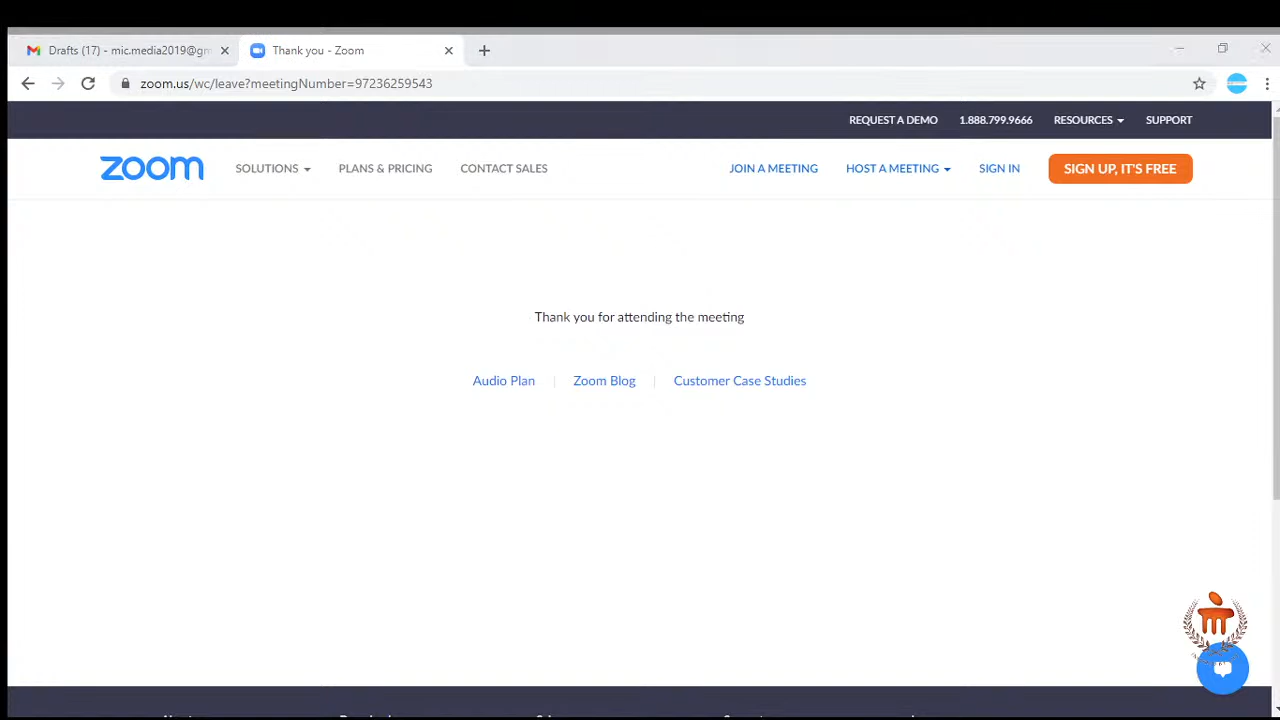 Drafts (17) - mic.media2019@gm
Thank you - Zoom
zoom.us/wc/leave?meetingNumber=97236259543
REQUEST A DEMO 1.888.799.9666 RESOURCES SUPPORT
zoom SOLUTIONS PLANS & PRICING CONTACT SALES JOIN A MEETING HOST A MEETING SIGN IN SIGN UP, IT'S FREE
Thank you for attending the meeting
Audio Plan Zoom Blog Customer Case Studies